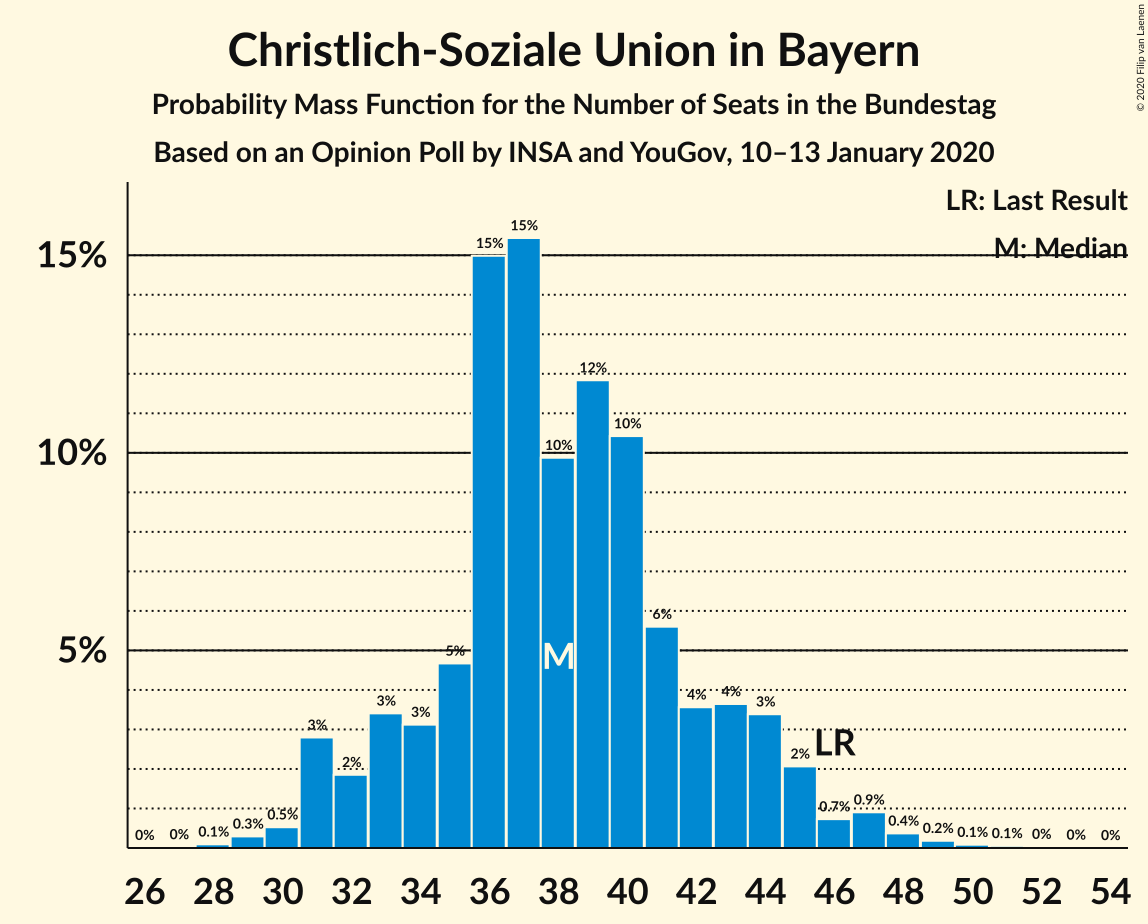 Christlich-Soziale Union in Bayern
Probability Mass Function for the Number of Seats in the Bundestag
Based on an Opinion Poll by INSA and YouGov, 10–13 January 2020
© 2020 Filip van Laenen
LR: Last Result
M: Median
15%
10%
5%
0% 0% 0.1% 0.3% 0.5% 3% 2% 3% 3% 5% 15% 15% 10% 12% 10% 6% 4% 4% 3% 2% 0.7% 0.9% 0.4% 0.2% 0.1% 0.1% 0% 0% 0%
M
LR
26 28 30 32 34 36 38 40 42 44 46 48 50 52 54